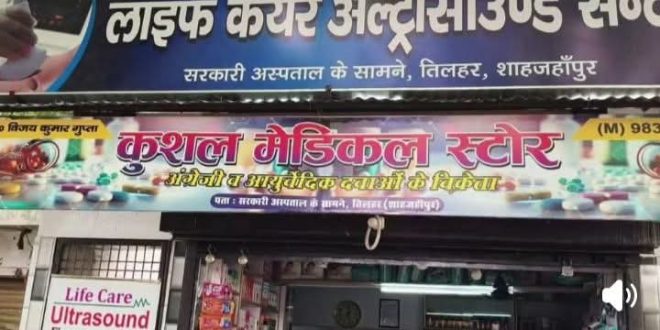 लाइफ केयर अल्ट्रासाउण्ड
सरकारी अस्पताल के सामने, तिलहर, शाहजहाँपुर
विजय कुमार गुप्ता
(M) 983
कुशल मेडिकल स्टोर
अंग्रेजी व आयुर्वेदिक दवाओं के विक्रेता
पता : सरकारी अस्पताल के सामने, तिलहर (शाहजहाँपुर)
Life Care
Ultrasound